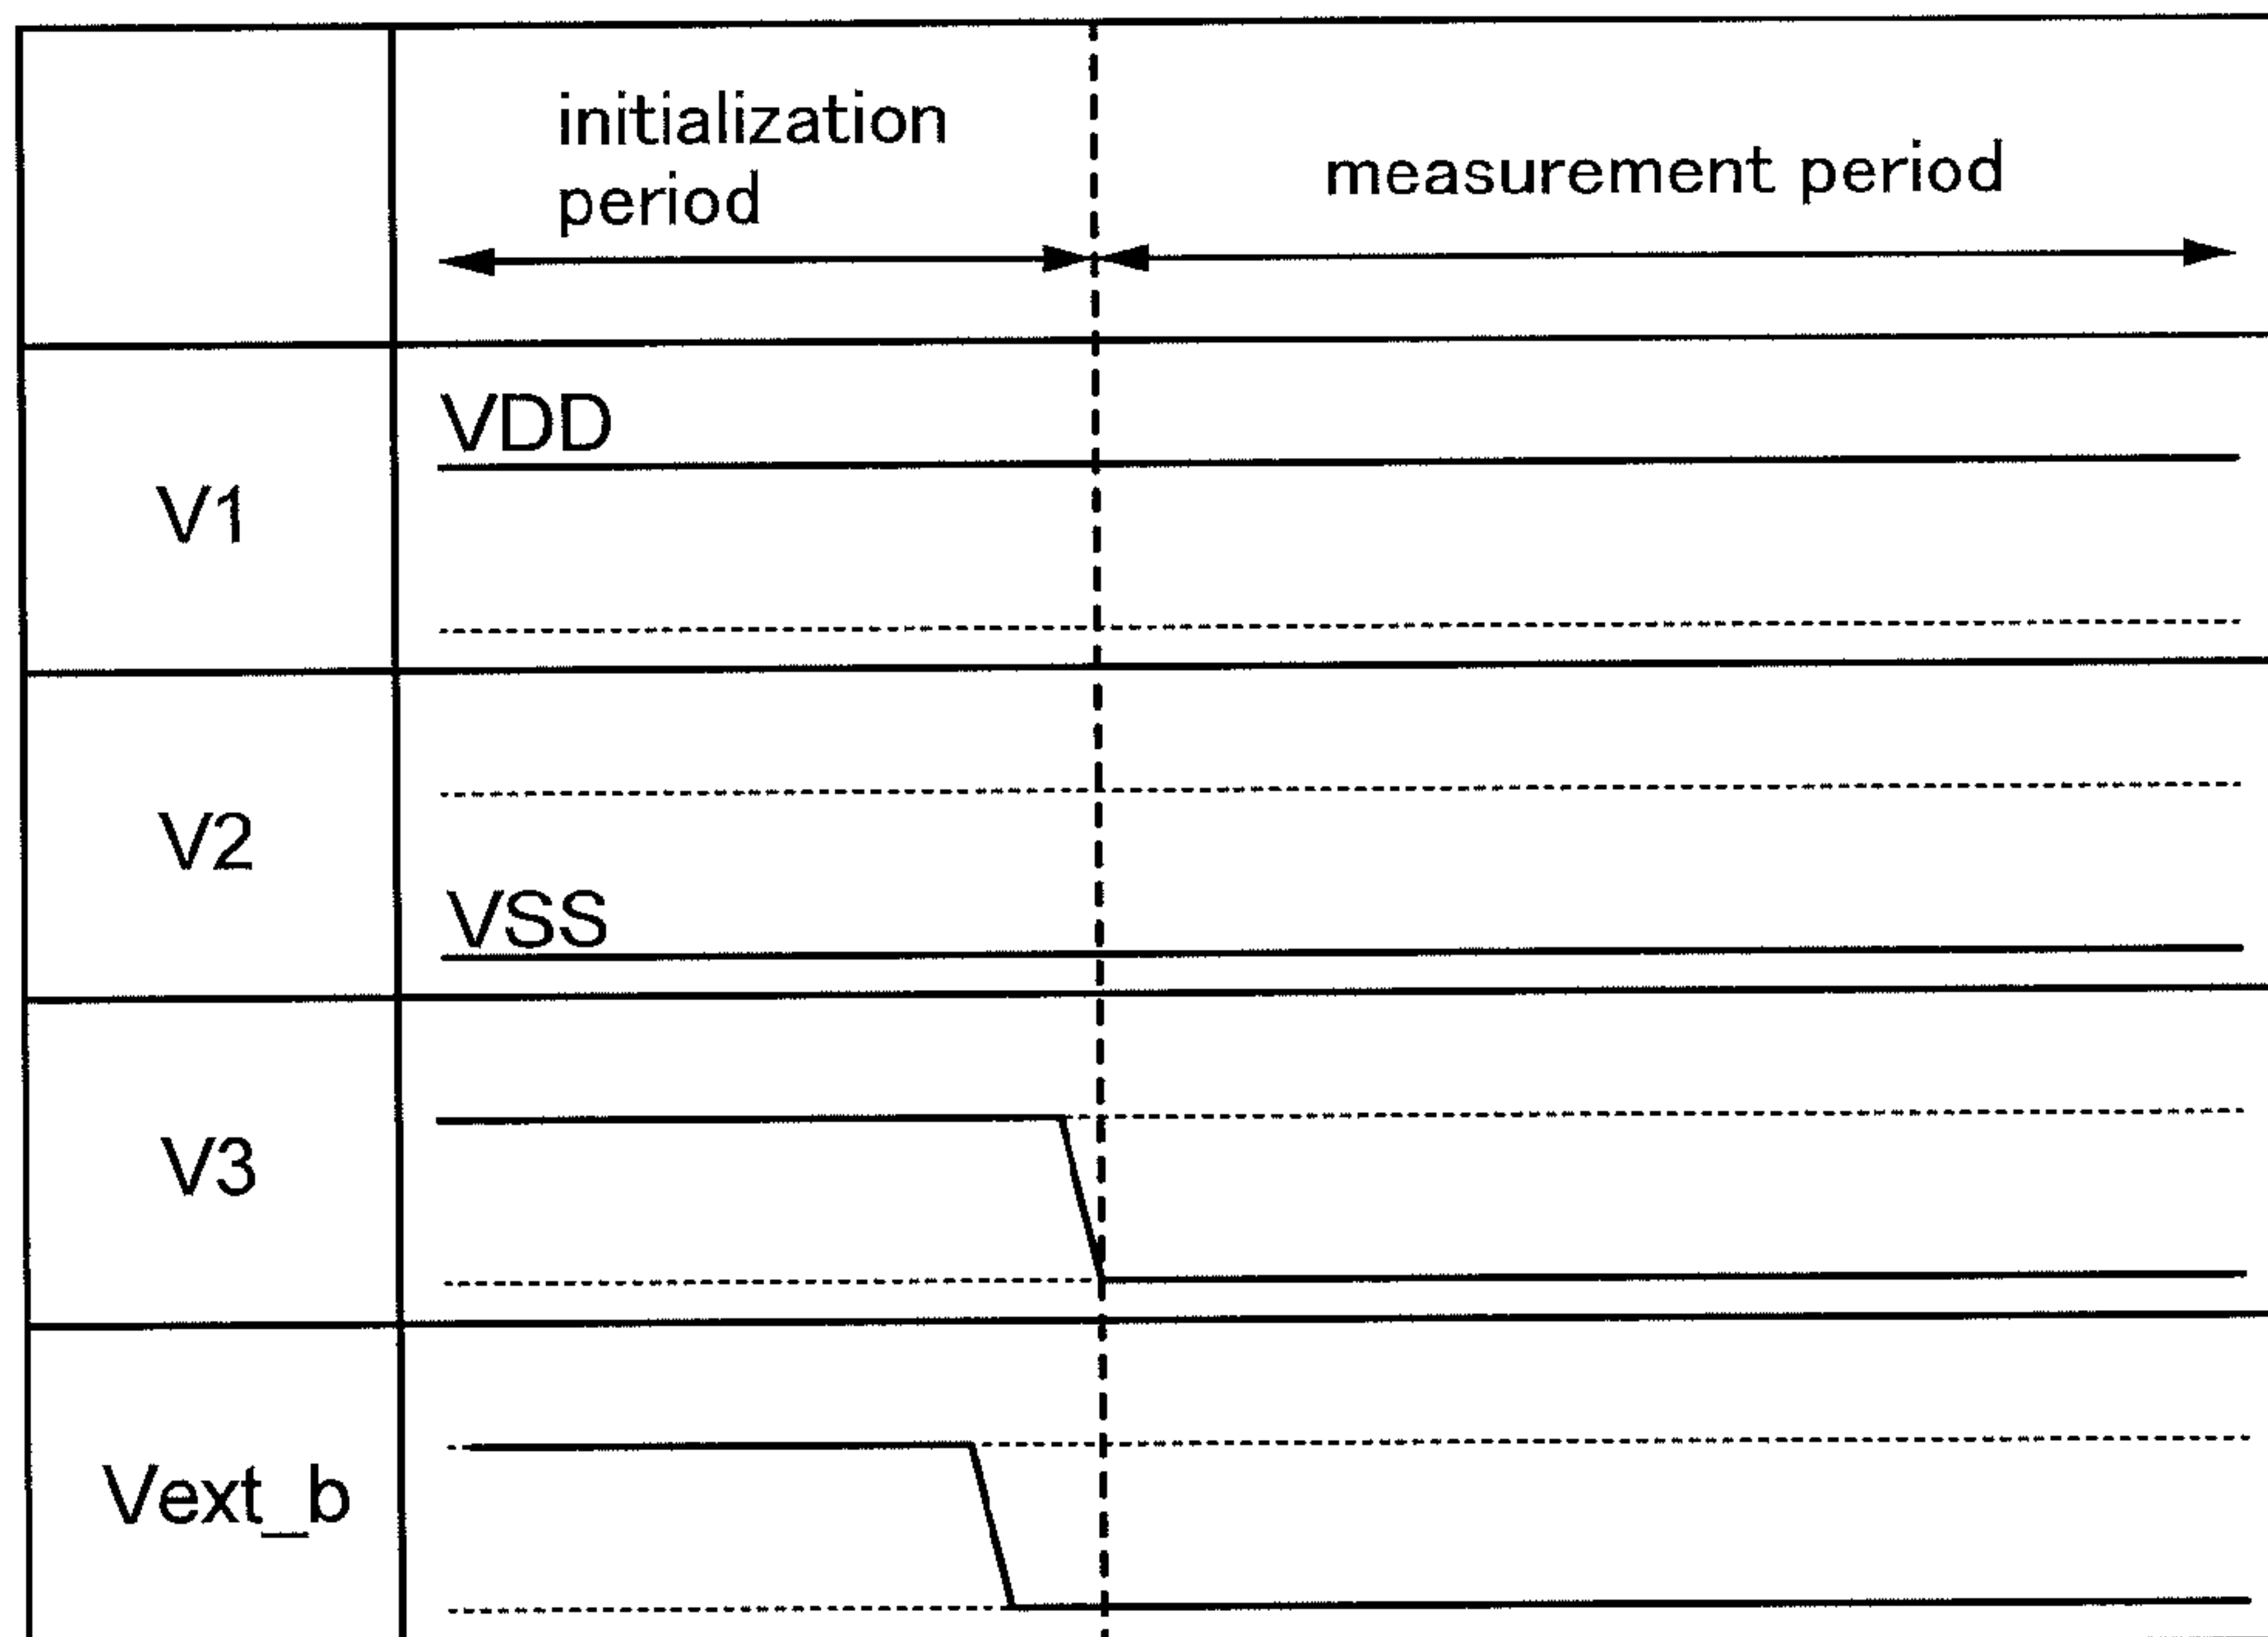 initialization
period
measurement period
VDD
V1
V2
VSS
V3
Vext_b